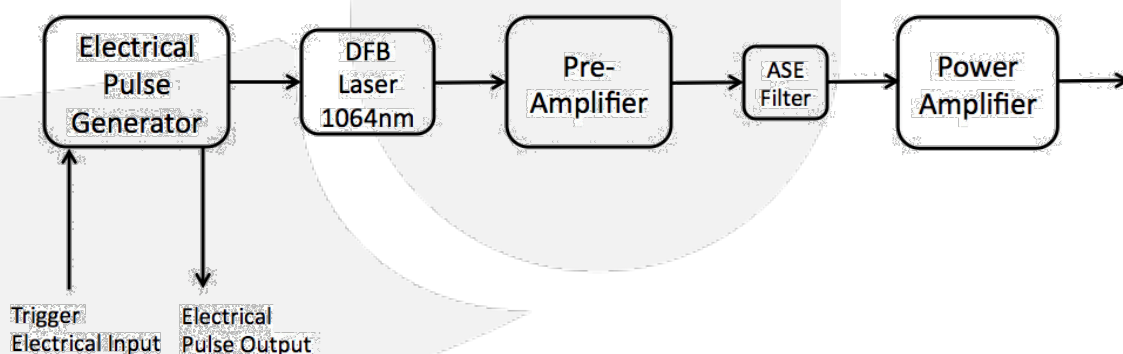 Electrical
Pulse
Generator
DFB
Laser
1064nm
Pre-
Amplifier
ASE
Filter
Power
Amplifier
Trigger
Electrical Input
Electrical
Pulse Output